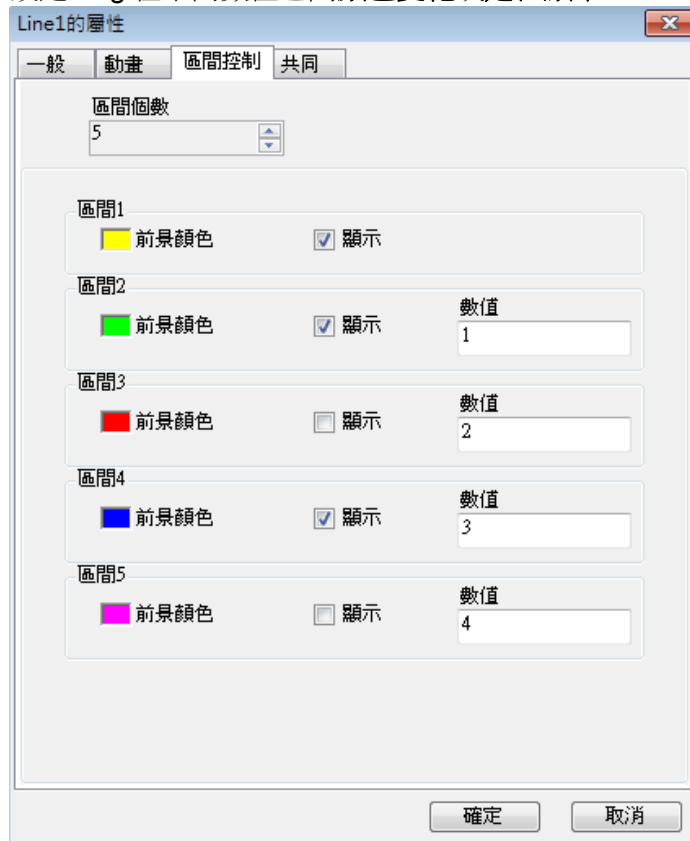 Line1的屬性
一般 動畫 區間控制 共同
區間個數
5
區間1
前景顏色 顯示
區間2
前景顏色 顯示 數值
1
區間3
前景顏色 顯示 數值
2
區間4
前景顏色 顯示 數值
3
區間5
前景顏色 顯示 數值
4
確定 取消